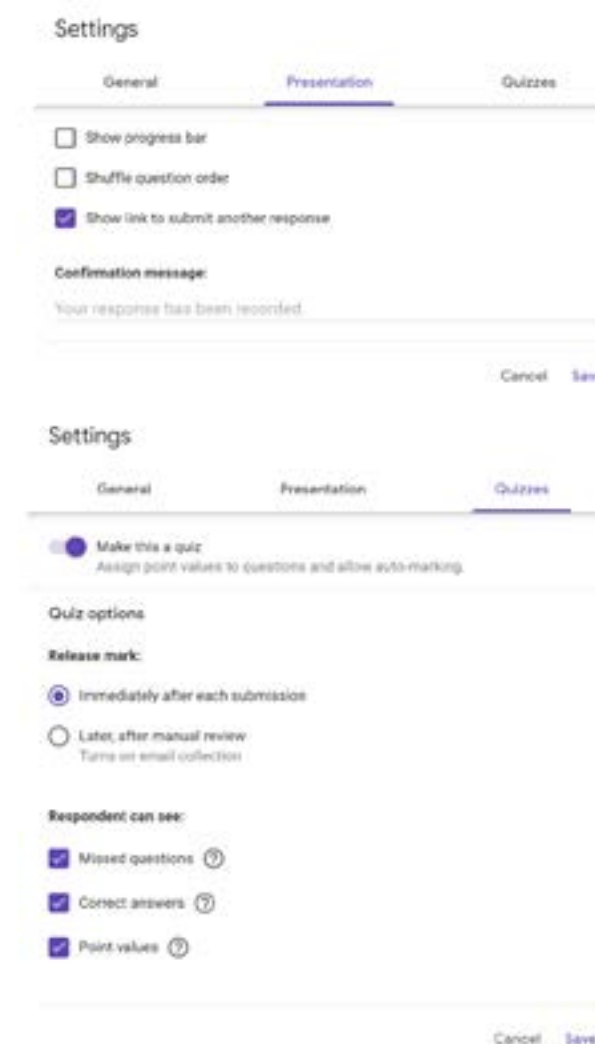 Settings
General Presentation Quizzes
Show progress bar
Shuffle question order
Show link to submit another response
Confirmation message:
Your response has been recorded.
Cancel Save
Settings
General Presentation Quizzes
Make this a quiz
Assign point values to questions and allow auto-marking.
Quiz options
Release mark:
Immediately after each submission
Later, after manual review
Turns on email collection
Respondent can see:
Missed questions
Correct answers
Point values
Cancel Save